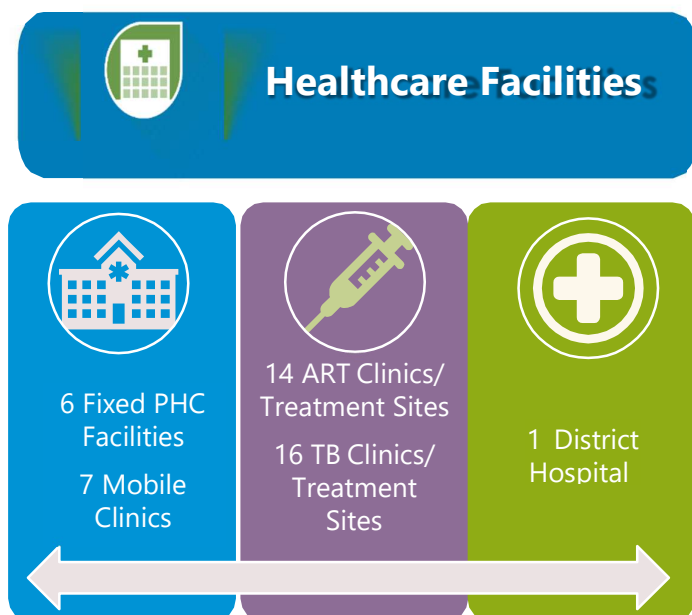 Healthcare Facilities
6 Fixed PHC
Facilities
7 Mobile
Clinics
14 ART Clinics/
Treatment Sites
16 TB Clinics/
Treatment
Sites
1 District
Hospital